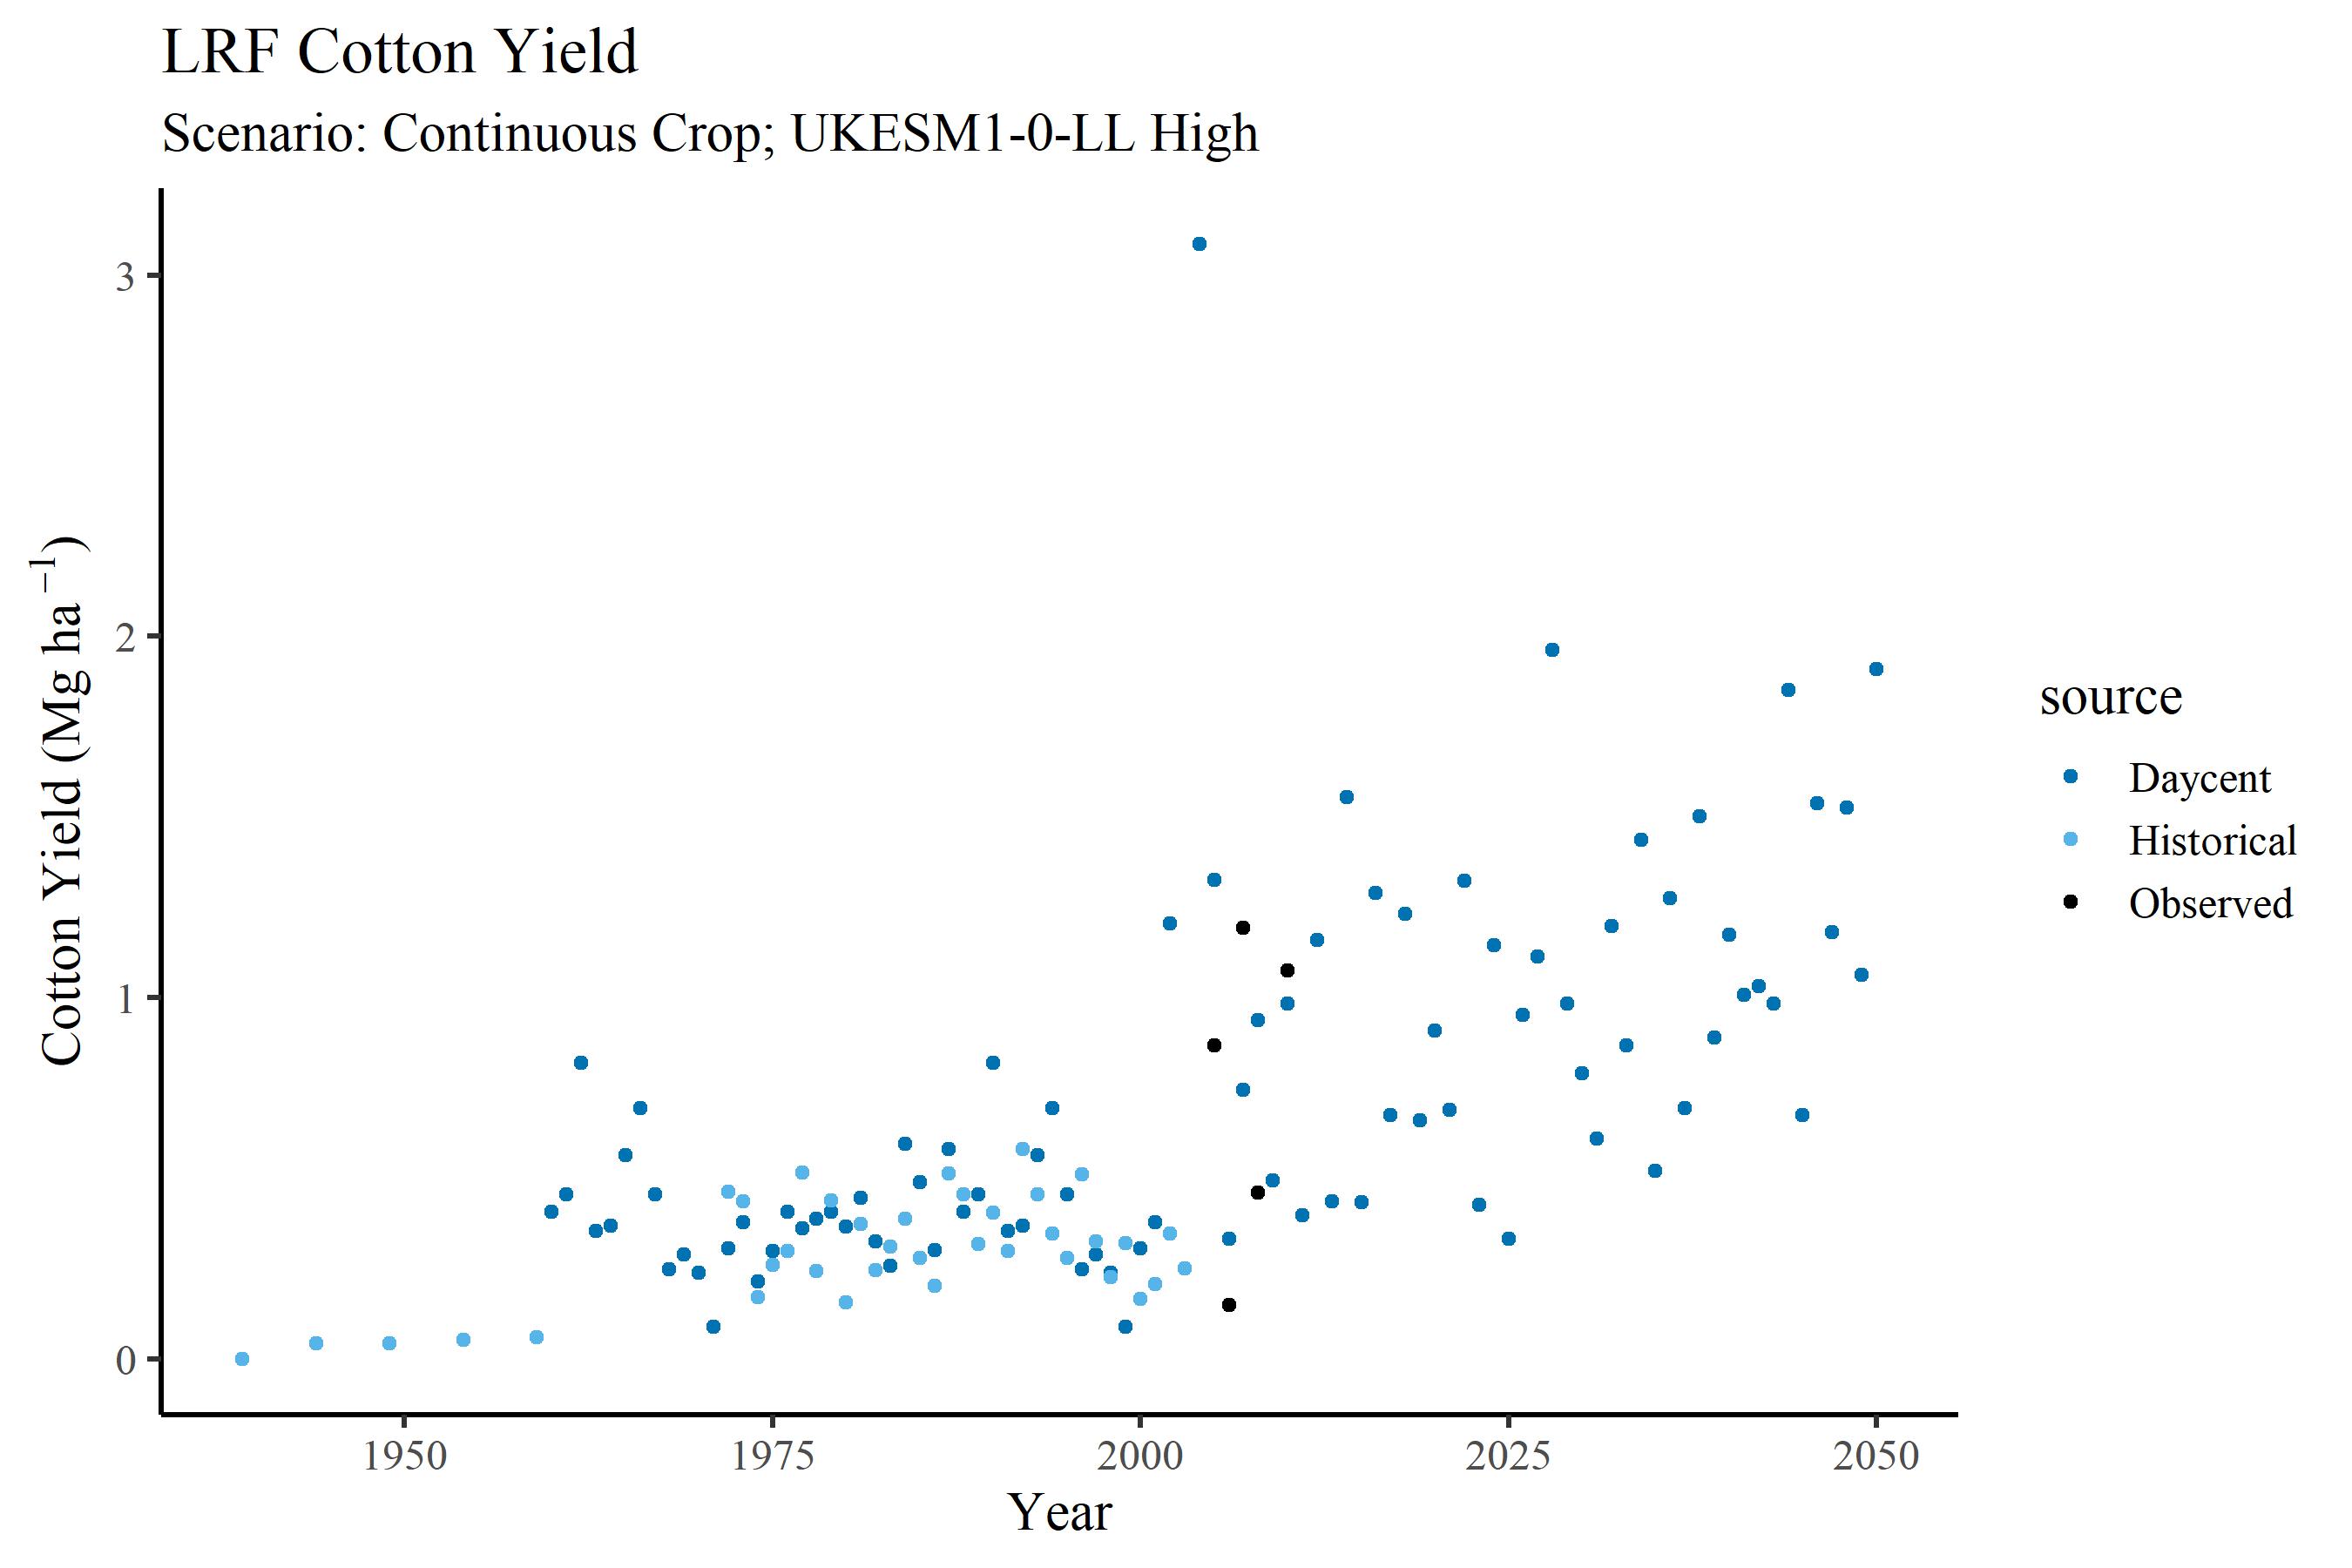 LRF Cotton Yield
Scenario: Continuous Crop; UKESM1-0-LL High
Cotton Yield (Mg ha⁻¹)
3
2
1
0
1950 1975 2000 2025 2050
Year
source
Daycent
Historical
Observed